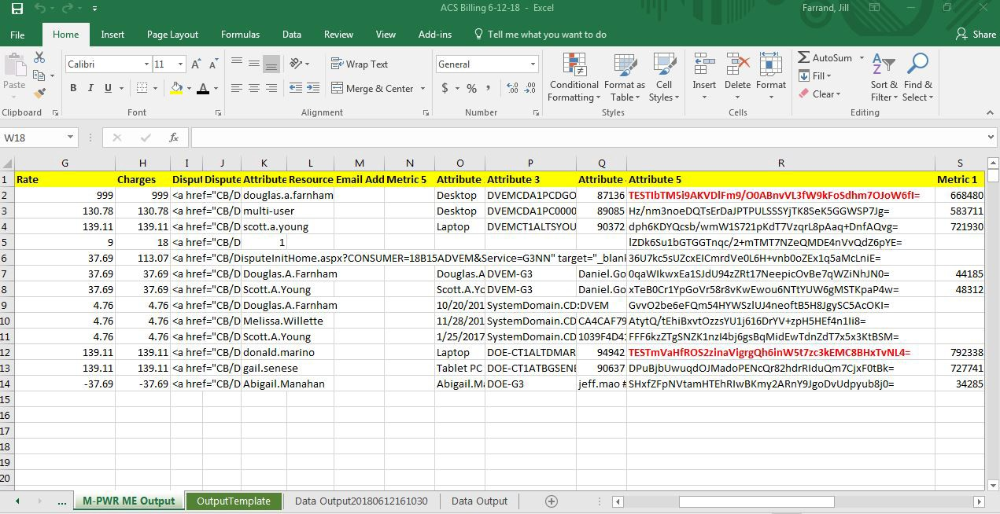 ACS Billing 6-12-18 - Excel Farrand, Jill
File Home Insert Page Layout Formulas Data Review View Add-ins Tell me what you want to do Share
Paste Calibri 11 Wrap Text General Conditional Formatting Format as Table Cell Styles Insert Delete Format AutoSum Fill Clear Sort & Filter Find & Select
B I U Merge & Center $ % ,
Clipboard Font Alignment Number Styles Cells Editing
W18 fx
G H I J K L M N O P Q R S
1 Rate Charges Disput Dispute Attribute Resource Email Add Metric 5 Attribute Attribute 3 Attribute Attribute 5 Metric 1
2 999 999 <a href="CB/D douglas.a.farnham Desktop DVEMCDA1PCDGO 87136 TESTIbTM5i9AKVDlFm9/O0ABnvVL3fW9kFoSdhm7OJoW6fI= 668480
3 130.78 130.78 <a href="CB/D multi-user Desktop DVEMCDA1PC0000 89085 Hz/nm3noeDQTsErDaJPTPULSSSYjTK8SeK5GGWSP7Jg= 583711
4 139.11 139.11 <a href="CB/D scott.a.young Laptop DVEMCT1ALTSYOU 90372 dph6KDYQcsb/wmW1S721pKdT7VzqrL8pAaq+DnfAQvg= 721930
5 9 18 <a href="CB/D 1 lZDk6Su1bGTGGTnqc/2+mTMT7NZeQMDE4nVvQdZ6pYE=
6 37.69 113.07 <a href="CB/DisputeInitHome.aspx?CONSUMER=18B15ADVEM&Service=G3NN" target="_blank 36U7kc5sUZcxEICmrdVe0L6H+vnb0oZEx1q5aMcLniE=
7 37.69 37.69 <a href="CB/D Douglas.A.Farnham Douglas.A DVEM-G3 Daniel.Go 0qaWIkwxEa1SJdU94zZRt17NeepicOvBe7qWZiNhJN0= 44185
8 37.69 37.69 <a href="CB/D Scott.A.Young Scott.A.Yo DVEM-G3 Daniel.Go xTeB0Cr1YpGoVr58r8vKwEwou6NTtYUW6gMSTKpaP4w= 48312
9 4.76 4.76 <a href="CB/D Douglas.A.Farnham 10/20/201 SystemDomain.CD:DVEM GvvO2be6eFQm54HYWSzlUJ4neoftB5H8JgySC5AcOKI=
10 4.76 4.76 <a href="CB/D Melissa.Willette 11/28/201 SystemDomain.CD CA4CAF79 AtytQ/tEhiBxvtOzzsYU1j616DrYV+zpH5HEf4n1Ii8=
11 4.76 4.76 <a href="CB/D Scott.A.Young 1/25/2017 SystemDomain.CD 1039F4D41 FFF6kzZTgSNZK1nzI4bj6gsBqMidEwTdnZdT7x5x3KtBSM=
12 139.11 139.11 <a href="CB/D donald.marino Laptop DOE-CT1ALTDMAR 94942 TESTmVaHfROS2zinaVigrgQh6inW5t7zc3kEMC8BHxTvNL4= 792338
13 139.11 139.11 <a href="CB/D gail.senese Tablet PC DOE-CT1ATBGSENE 90637 DPuBjbUwuqdOJMadoPENcQr82hdrRIduQm7CjxF0tBk= 727741
14 -37.69 -37.69 <a href="CB/D Abigail.Manahan Abigail.Ma DOE-G3 jeff.mao # SHxfZFpNVtamHTEhRIwBKmy2ARnY9JgoDvUdpyub8j0= 34285
15
16
17
18
19
20
... M-PWR ME Output OutputTemplate Data Output20180612161030 Data Output